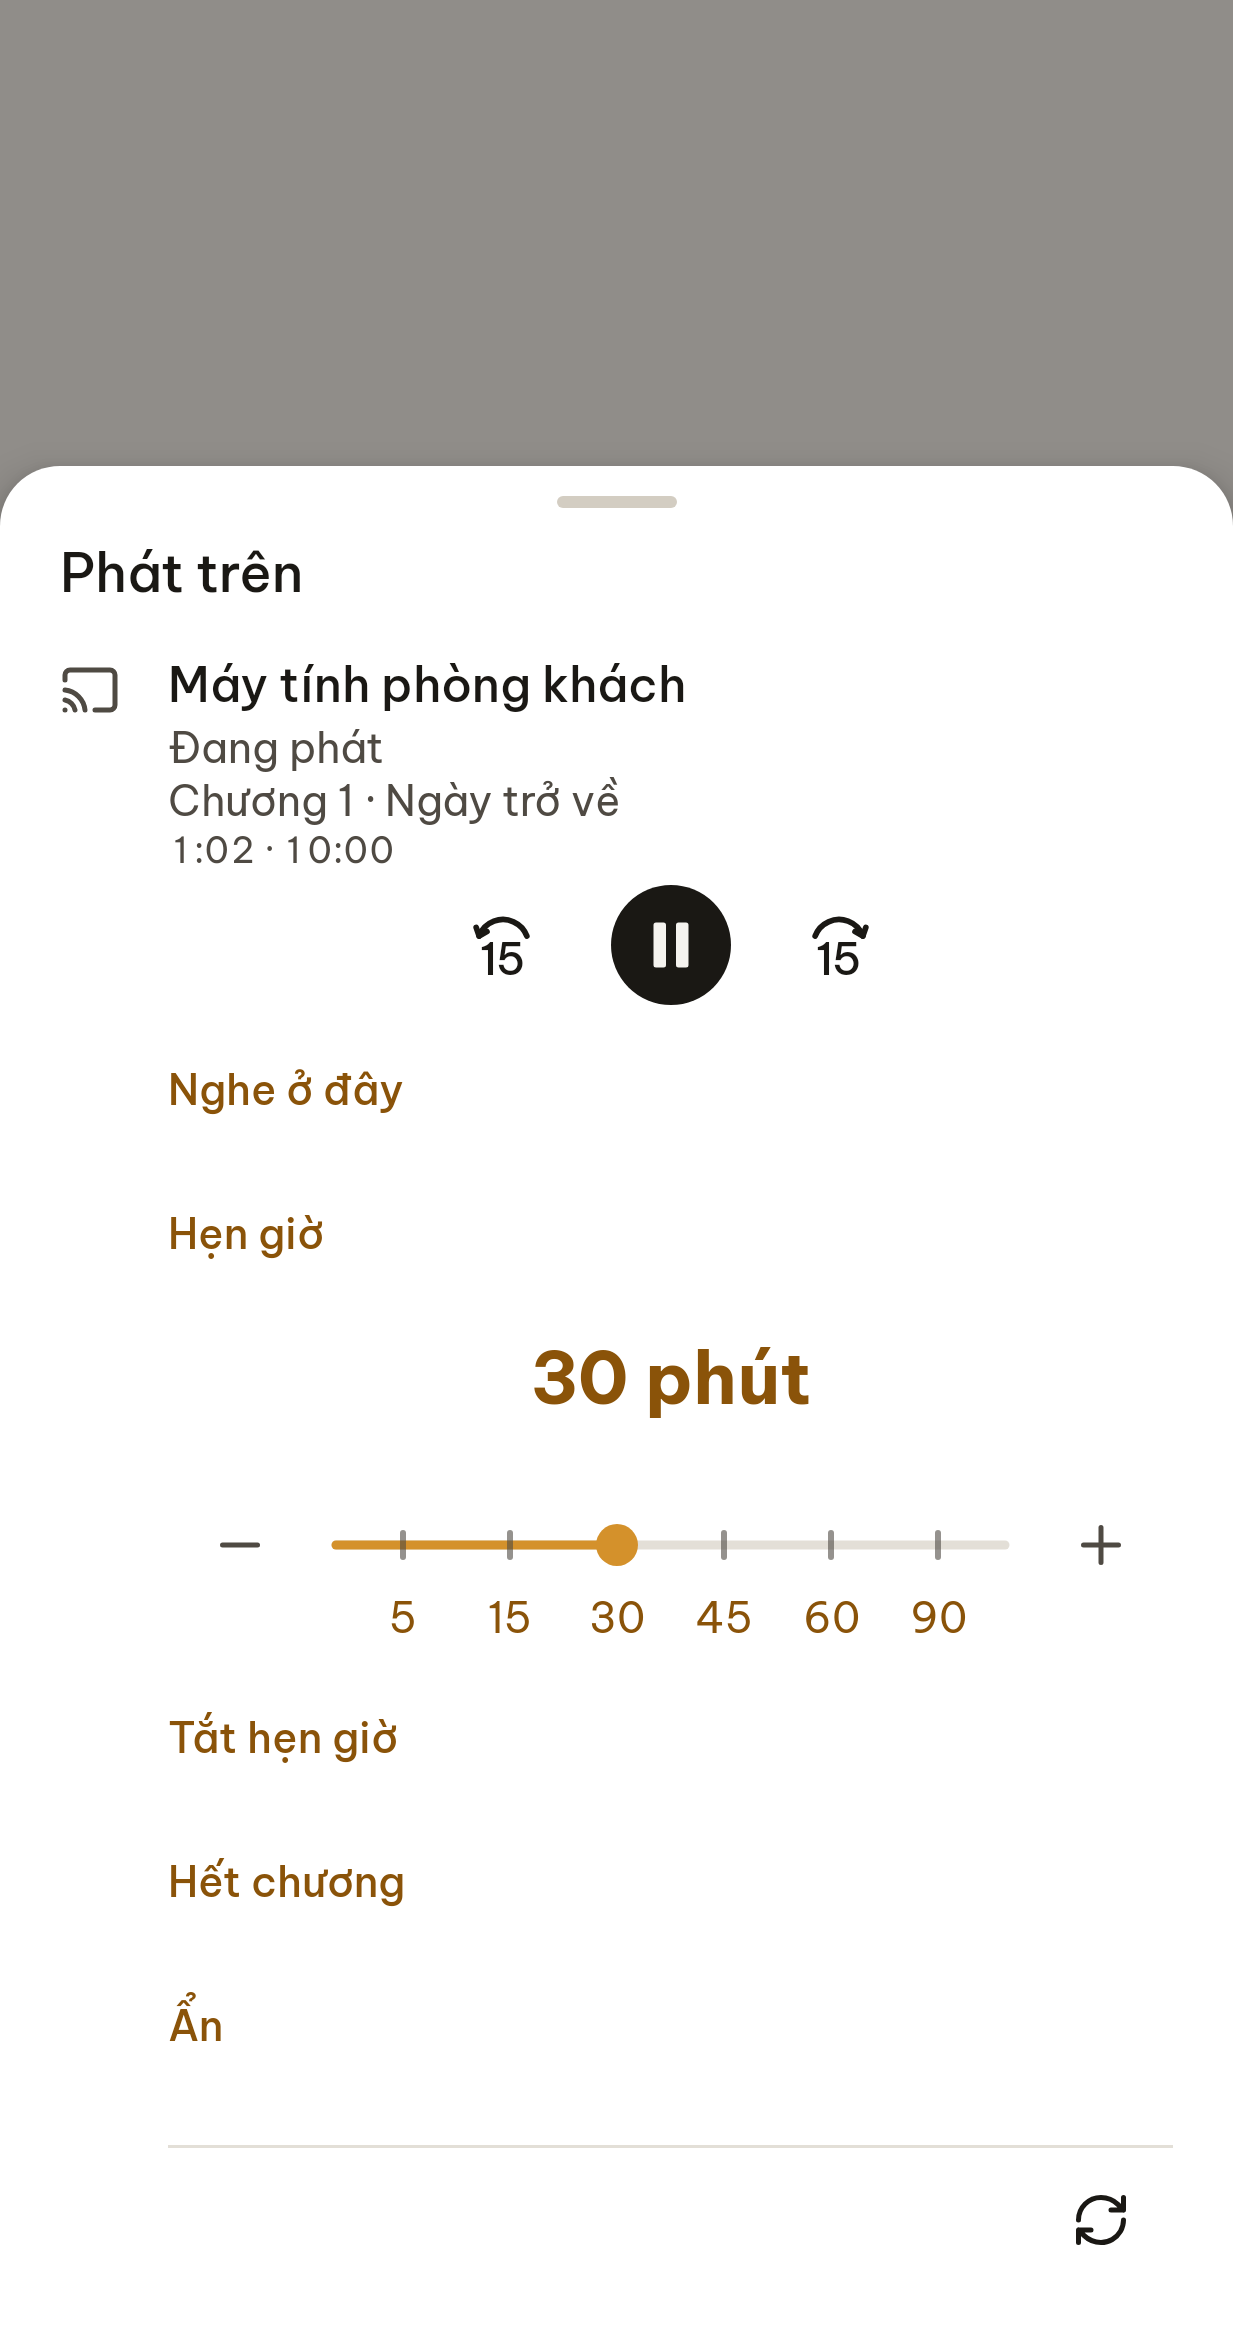 Phát trên
Máy tính phòng khách
Đang phát
Chương 1 · Ngày trở về
1:02 · 10:00
15 15
Nghe ở đây
Hẹn giờ
30 phút
5 15 30 45 60 90
Tắt hẹn giờ
Hết chương
Ẩn